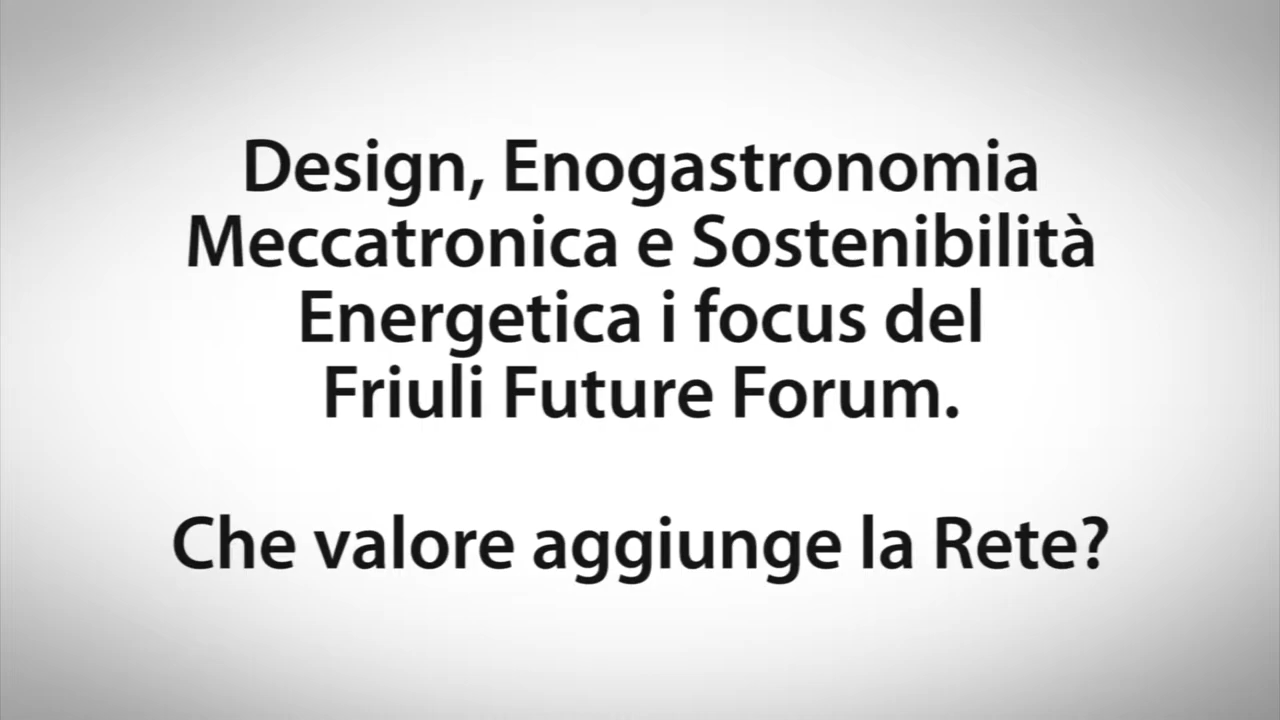 Design, Enogastronomia
Meccatronica e Sostenibilità
Energetica i focus del
Friuli Future Forum.
Che valore aggiunge la Rete?